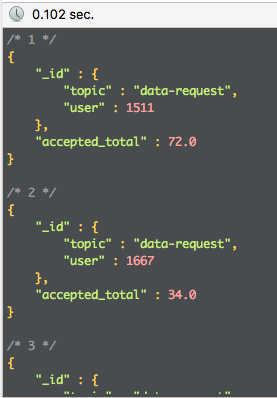 0.102 sec.
/* 1 */
{
    "_id" : {
        "topic" : "data-request",
        "user" : 1511
    },
    "accepted_total" : 72.0
}
/* 2 */
{
    "_id" : {
        "topic" : "data-request",
        "user" : 1667
    },
    "accepted_total" : 34.0
}
/* 3 */
{
    "_id" : {